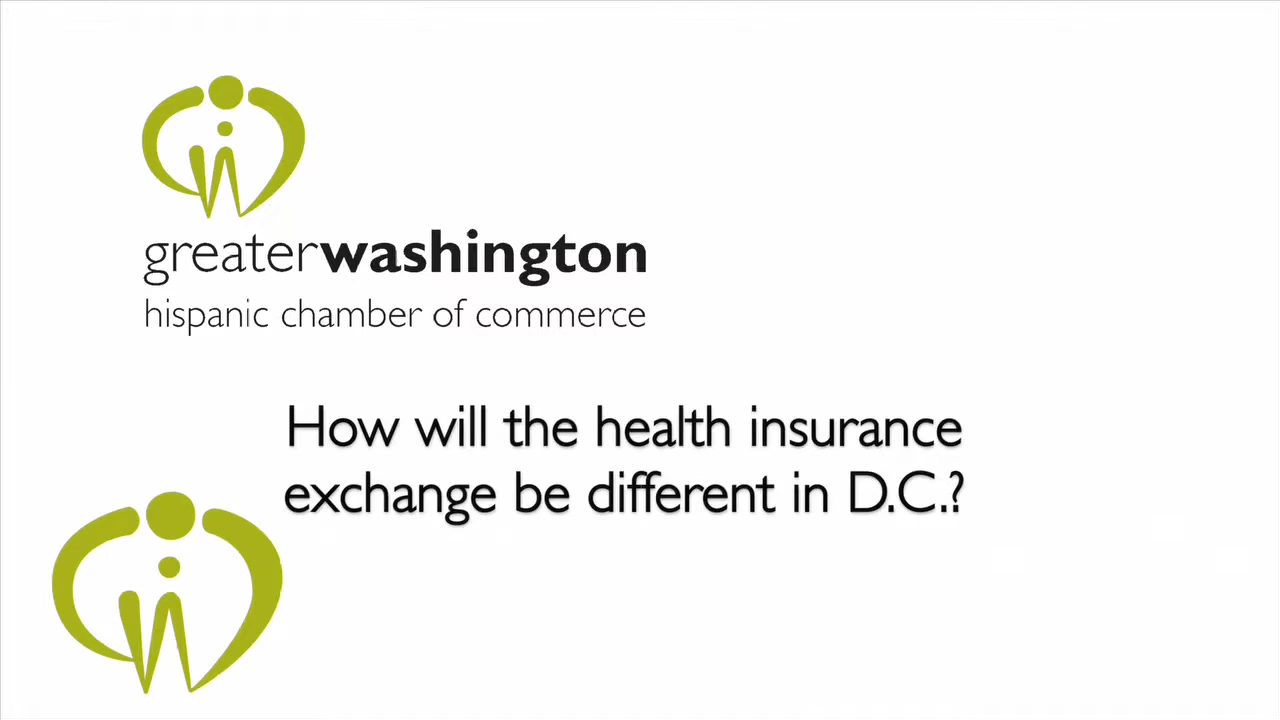 greaterwashington
hispanic chamber of commerce
How will the health insurance
exchange be different in D.C.?